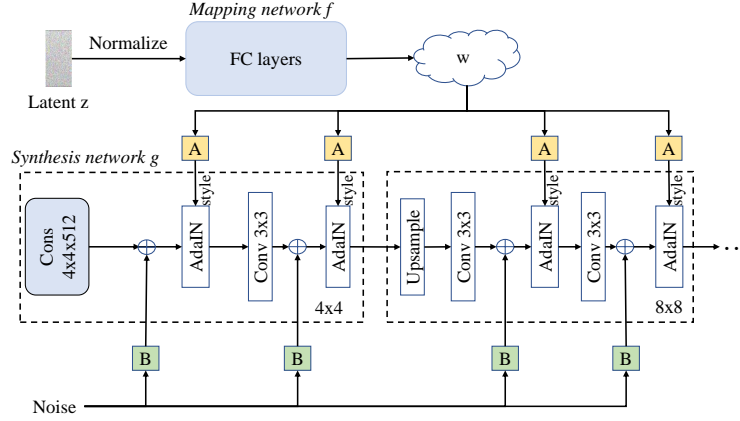 Mapping network f
Normalize
FC layers
w
Latent z
A
A
A
A
Synthesis network g
style
style
style
style
Cons
4x4x512
AdaIN
Conv 3x3
AdaIN
Upsample
Conv 3x3
AdaIN
Conv 3x3
AdaIN
4x4
8x8
B
B
B
B
Noise